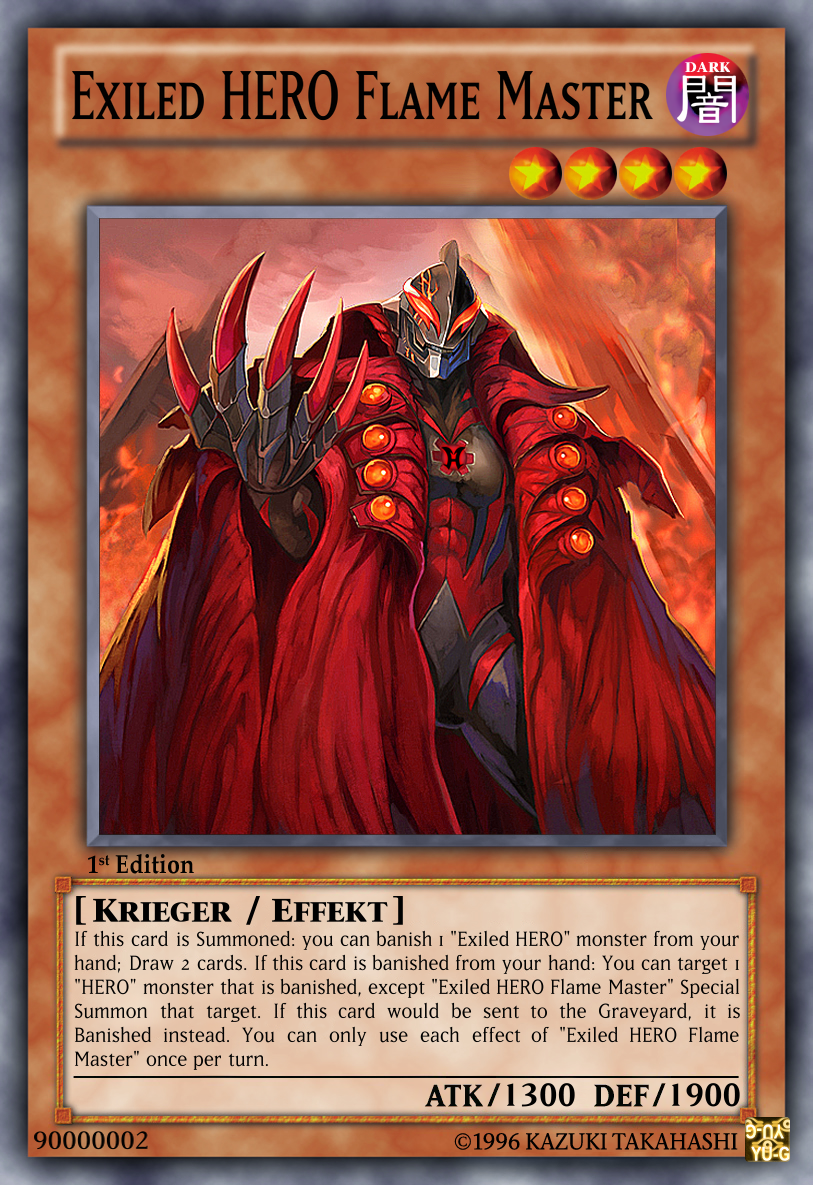 Exiled HERO Flame Master
DARK
闇
1st Edition
[ Krieger / Effekt ]
If this card is Summoned: you can banish 1 "Exiled HERO" monster from your
hand; Draw 2 cards. If this card is banished from your hand: You can target 1
"HERO" monster that is banished, except "Exiled HERO Flame Master" Special
Summon that target. If this card would be sent to the Graveyard, it is
Banished instead. You can only use each effect of "Exiled HERO Flame
Master" once per turn.
ATK/1300 DEF/1900
90000002
©1996 KAZUKI TAKAHASHI